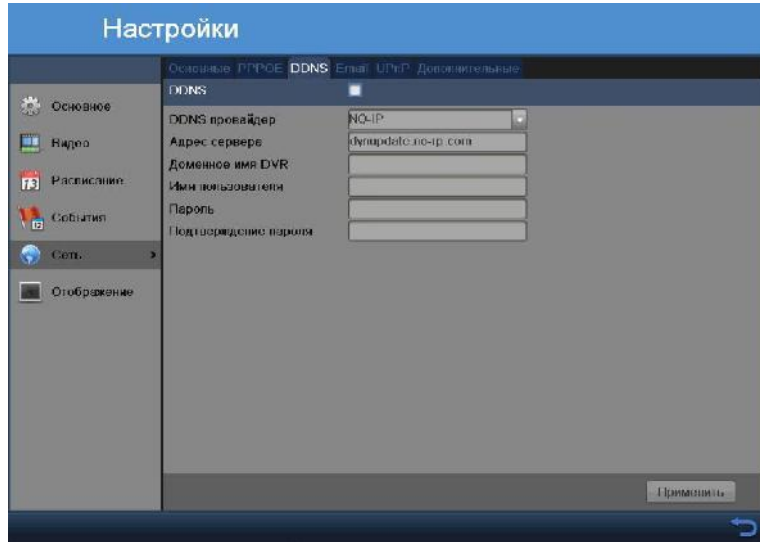 Настройки
Основные PPPOE DDNS Email UPnP Дополнительные
DDNS
DDNS провайдер NO-IP
Адрес сервера dynupdate.no-ip.com
Доменное имя DVR
Имя пользователя
Пароль
Подтверждение пароля
Основное
Видео
Расписание
События
Сеть
Отображение
Применить